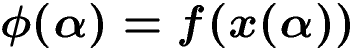 ϕ(α) = f(x(α))